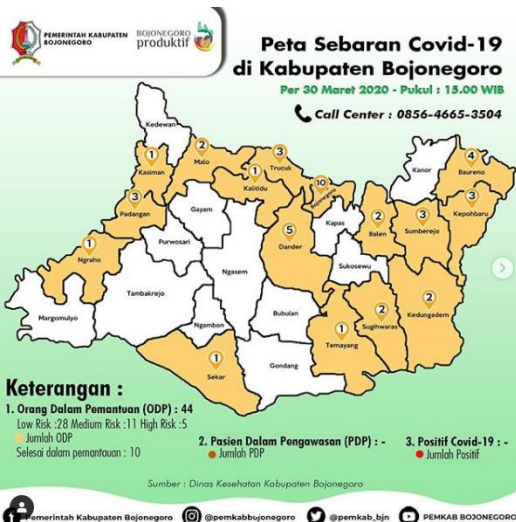 PEMERINTAH KABUPATEN
BOJONEGORO
BOJONEGORO
produktif
Peta Sebaran Covid-19
di Kabupaten Bojonegoro
Per 30 Maret 2020 - Pukul : 15.00 WIB
Call Center : 0856-4665-3504
Kedewan
1
Kasiman
2
Malo
3
Trucuk
1
Kalitidu
10
Bojonegoro
Kanor
4
Baureno
3
Padangan
Gayam
Kapas
2
Balen
3
Sumberejo
3
Kepohbaru
5
Dander
Purwosari
Ngasem
Sukosewu
1
Ngraho
Tambakrejo
Margomulyo
Ngambon
Bubulan
1
Temayang
2
Sugihwaras
2
Kedungadem
1
Sekar
Gondang
Keterangan :
1. Orang Dalam Pemantuan (ODP) : 44
Low Risk :28 Medium Risk :11 High Risk :5
Jumlah ODP
Selesai dalam pemantauan : 10
2. Pasien Dalam Pengawasan (PDP) : -
Jumlah PDP
3. Positif Covid-19 : -
Jumlah Positif
Sumber : Dinas Kesehatan Kabupaten Bojonegoro
Pemerintah Kabupaten Bojonegoro
@pemkabbojonegoro
@pemkab_bjn
PEMKAB BOJONEGORO